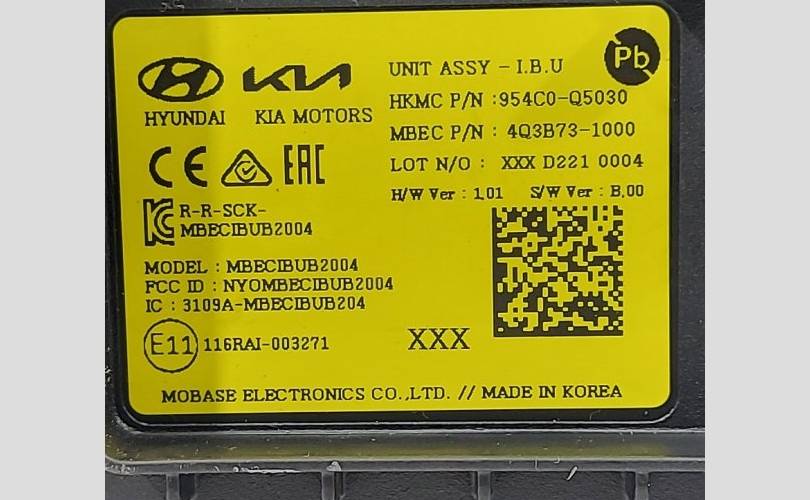 KIA
HYUNDAI KIA MOTORS
UNIT ASSY - I.B.U
Pb
HKMC P/N : 954C0-Q5030
MBEC P/N : 4Q3B73-1000
LOT N/O : XXX D221 0004
H/W Ver : 1.01 S/W Ver : B.00
CE EAC
R-R-SCK-
MBECIBUB2004
MODEL : MBECIBUB2004
FCC ID : NYOMBECIBUB2004
IC : 3109A-MBECIBUB204
E11 116RAI-003271 XXX
MOBASE ELECTRONICS CO.,LTD. // MADE IN KOREA